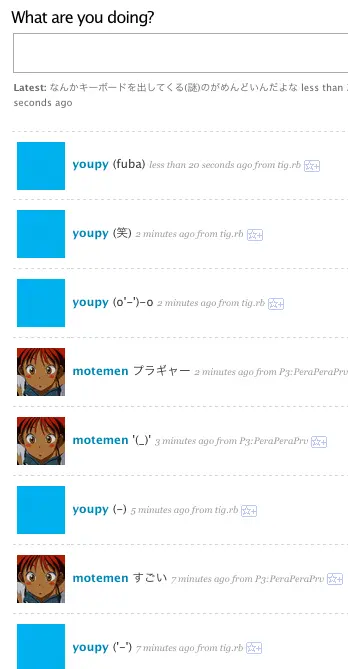 What are you doing?
Latest: なんかキーボードを出してくる(謎)のがめんどいんだよな less than
seconds ago
youpy (fuba) less than 20 seconds ago from tig.rb
youpy (笑) 2 minutes ago from tig.rb
youpy (o'-')-o 2 minutes ago from tig.rb
motemen プラギャー 2 minutes ago from P3:PeraPeraPrv
motemen '(_)' 3 minutes ago from P3:PeraPeraPrv
youpy (-) 5 minutes ago from tig.rb
motemen すごい 7 minutes ago from P3:PeraPeraPrv
youpy ('-') 7 minutes ago from tig.rb